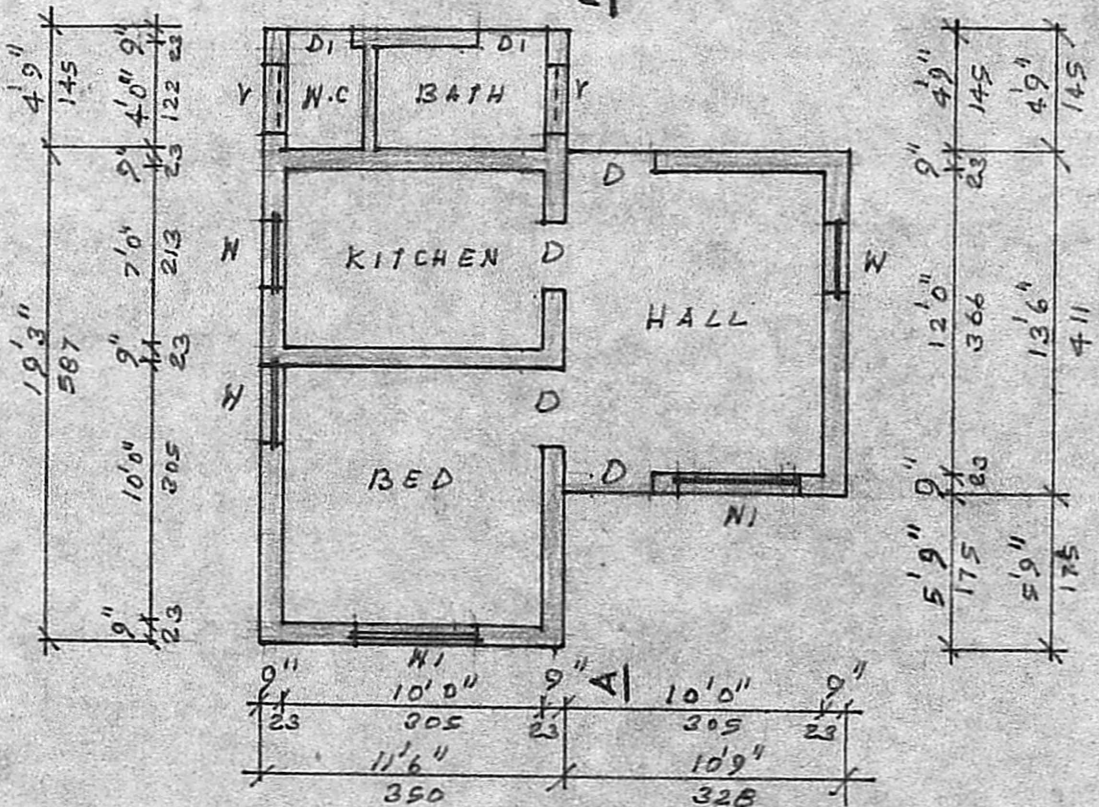 D1 D1
W.C BATH
V V
D
W KITCHEN D W
HALL
W D
BED D
W1
W1
A
4'9" 145
19'3" 587
9" 23
4'0" 122
9" 23
7'0" 213
9" 23
10'0" 305
9" 23
4'9" 145
9" 23
12'0" 366
9" 23
5'9" 175
4'9" 145
13'6" 411
5'9" 175
9" 10'0" 9" 10'0" 9"
23 305 23 305 23
11'6" 10'9"
350 328